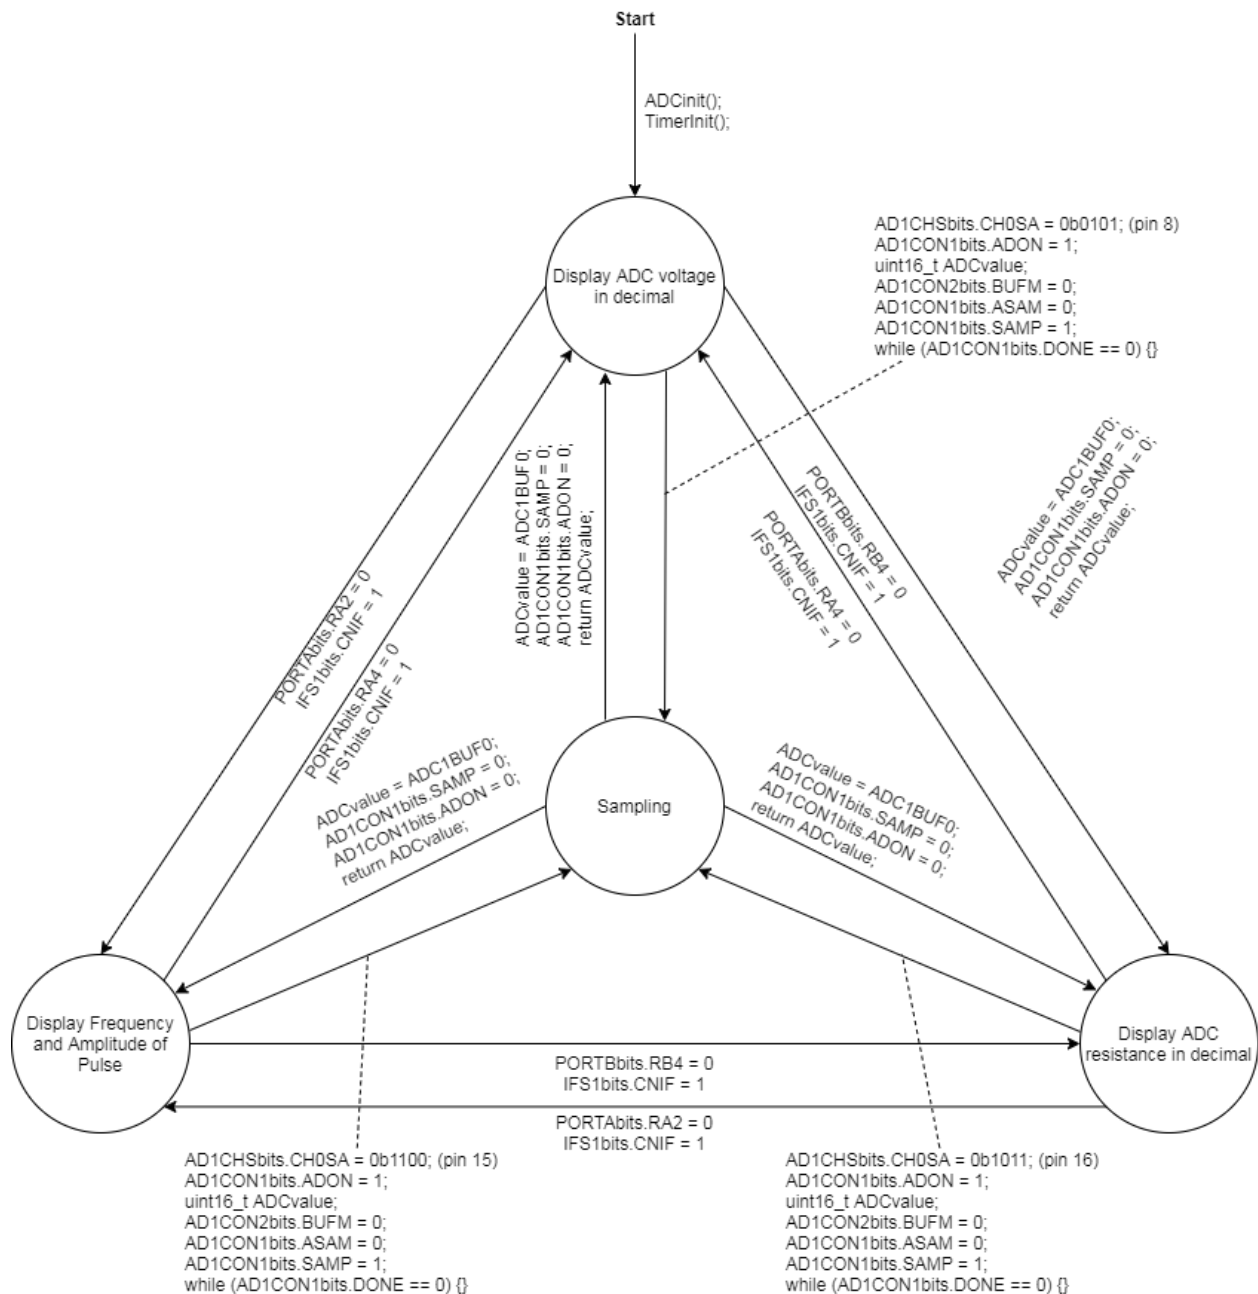 Start
ADCinit();
TimerInit();
Display ADC voltage
in decimal
AD1CHSbits.CH0SA = 0b0101; (pin 8)
AD1CON1bits.ADON = 1;
uint16_t ADCvalue;
AD1CON2bits.BUFM = 0;
AD1CON1bits.ASAM = 0;
AD1CON1bits.SAMP = 1;
while (AD1CON1bits.DONE == 0) {}
PORTAbits.RA2 = 0
IFS1bits.CNIF = 1
PORTAbits.RA4 = 0
IFS1bits.CNIF = 1
ADCvalue = ADC1BUF0;
AD1CON1bits.SAMP = 0;
AD1CON1bits.ADON = 0;
return ADCvalue;
PORTBbits.RB4 = 0
IFS1bits.CNIF = 1
PORTAbits.RA4 = 0
IFS1bits.CNIF = 1
ADCvalue = ADC1BUF0;
AD1CON1bits.SAMP = 0;
AD1CON1bits.ADON = 0;
return ADCvalue;
ADCvalue = ADC1BUF0;
AD1CON1bits.SAMP = 0;
AD1CON1bits.ADON = 0;
return ADCvalue;
Sampling
ADCvalue = ADC1BUF0;
AD1CON1bits.SAMP = 0;
AD1CON1bits.ADON = 0;
return ADCvalue;
Display Frequency
and Amplitude of
Pulse
Display ADC
resistance in decimal
PORTBbits.RB4 = 0
IFS1bits.CNIF = 1
PORTAbits.RA2 = 0
IFS1bits.CNIF = 1
AD1CHSbits.CH0SA = 0b1100; (pin 15)
AD1CON1bits.ADON = 1;
uint16_t ADCvalue;
AD1CON2bits.BUFM = 0;
AD1CON1bits.ASAM = 0;
AD1CON1bits.SAMP = 1;
while (AD1CON1bits.DONE == 0) {}
AD1CHSbits.CH0SA = 0b1011; (pin 16)
AD1CON1bits.ADON = 1;
uint16_t ADCvalue;
AD1CON2bits.BUFM = 0;
AD1CON1bits.ASAM = 0;
AD1CON1bits.SAMP = 1;
while (AD1CON1bits.DONE == 0) {}